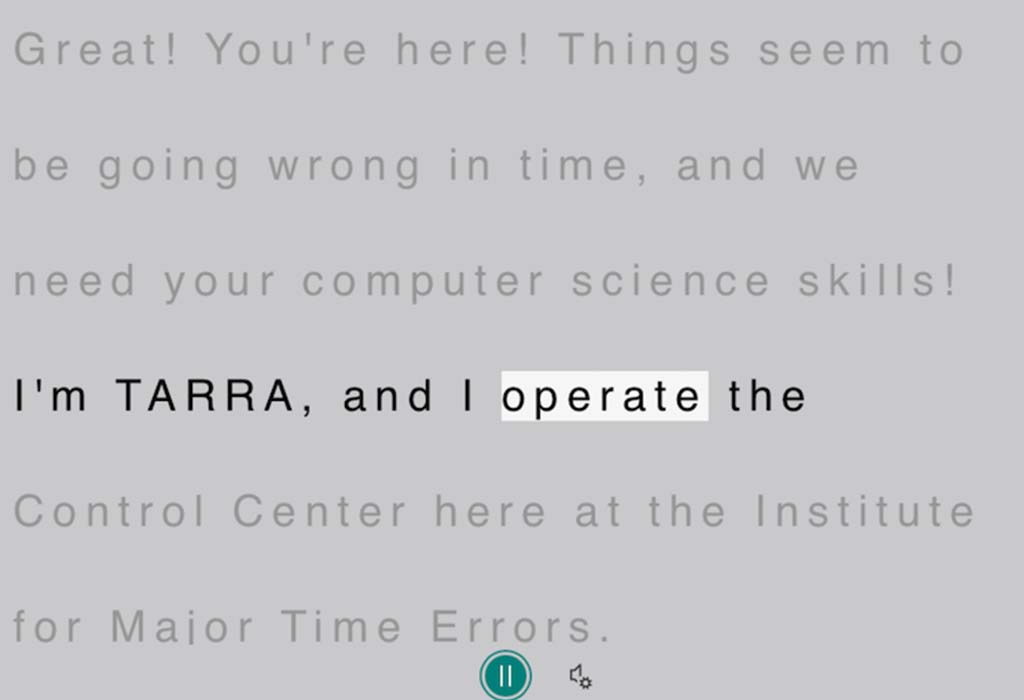 Great! You're here! Things seem to
be going wrong in time, and we
need your computer science skills!
I'm TARRA, and I operate the
Control Center here at the Institute
for Major Time Errors.